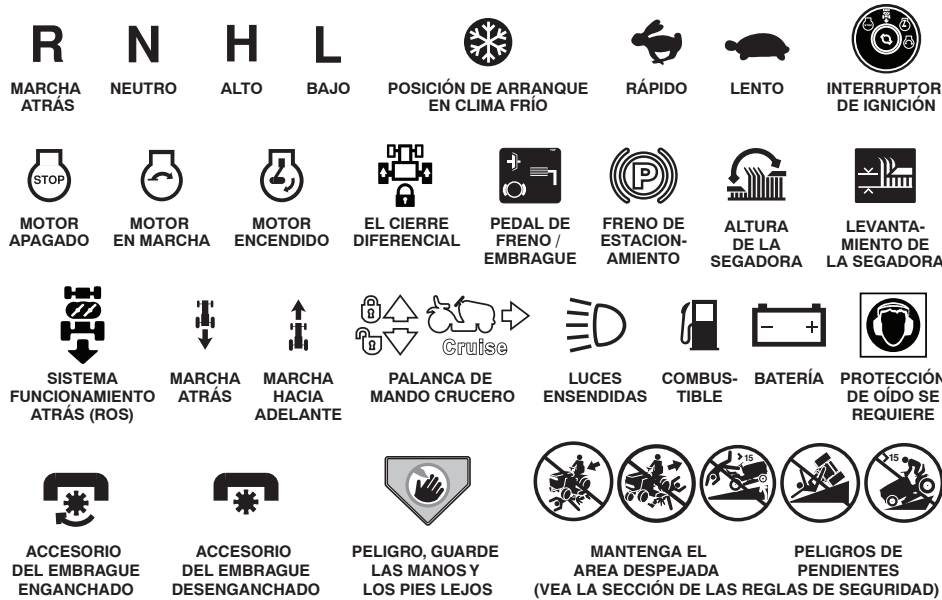 R N H L
MARCHA
ATRÁS
NEUTRO
ALTO
BAJO
POSICIÓN DE ARRANQUE
EN CLIMA FRÍO
RÁPIDO
LENTO
INTERRUPTOR
DE IGNICIÓN
STOP
P
MOTOR
APAGADO
MOTOR
EN MARCHA
MOTOR
ENCENDIDO
EL CIERRE
DIFERENCIAL
PEDAL DE
FRENO /
EMBRAGUE
FRENO DE
ESTACION-
AMIENTO
ALTURA
DE LA
SEGADORA
LEVANTA-
MIENTO DE
LA SEGADORA
Cruise
SISTEMA
FUNCIONAMIENTO
ATRÁS (ROS)
MARCHA
ATRÁS
MARCHA
HACIA
ADELANTE
PALANCA DE
MANDO CRUCERO
LUCES
ENSENDIDAS
COMBUS-
TIBLE
BATERÍA
PROTECCIÓN
DE OÍDO SE
REQUIERE
15
15
ACCESORIO
DEL EMBRAGUE
ENGANCHADO
ACCESORIO
DEL EMBRAGUE
DESENGANCHADO
PELIGRO, GUARDE
LAS MANOS Y
LOS PIES LEJOS
MANTENGA EL
AREA DESPEJADA
PELIGROS DE
PENDIENTES
(VEA LA SECCIÓN DE LAS REGLAS DE SEGURIDAD)